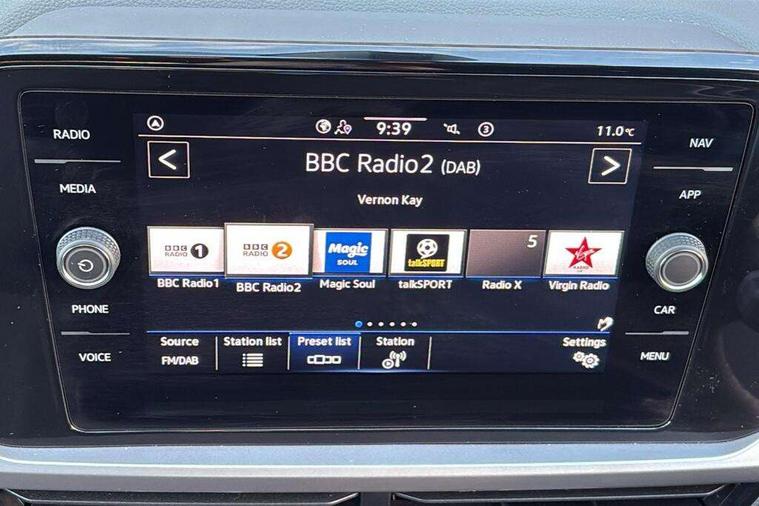 RADIO
MEDIA
PHONE
VOICE
9:39
3
11.0°C
BBC Radio2 (DAB)
Vernon Kay
BBC RADIO 1
BBC RADIO 2
Magic SOUL
talkSPORT
5
RADIO
BBC Radio1
BBC Radio2
Magic Soul
talkSPORT
Radio X
Virgin Radio
Source
Station list
Preset list
Station
Settings
FM/DAB
NAV
APP
CAR
MENU